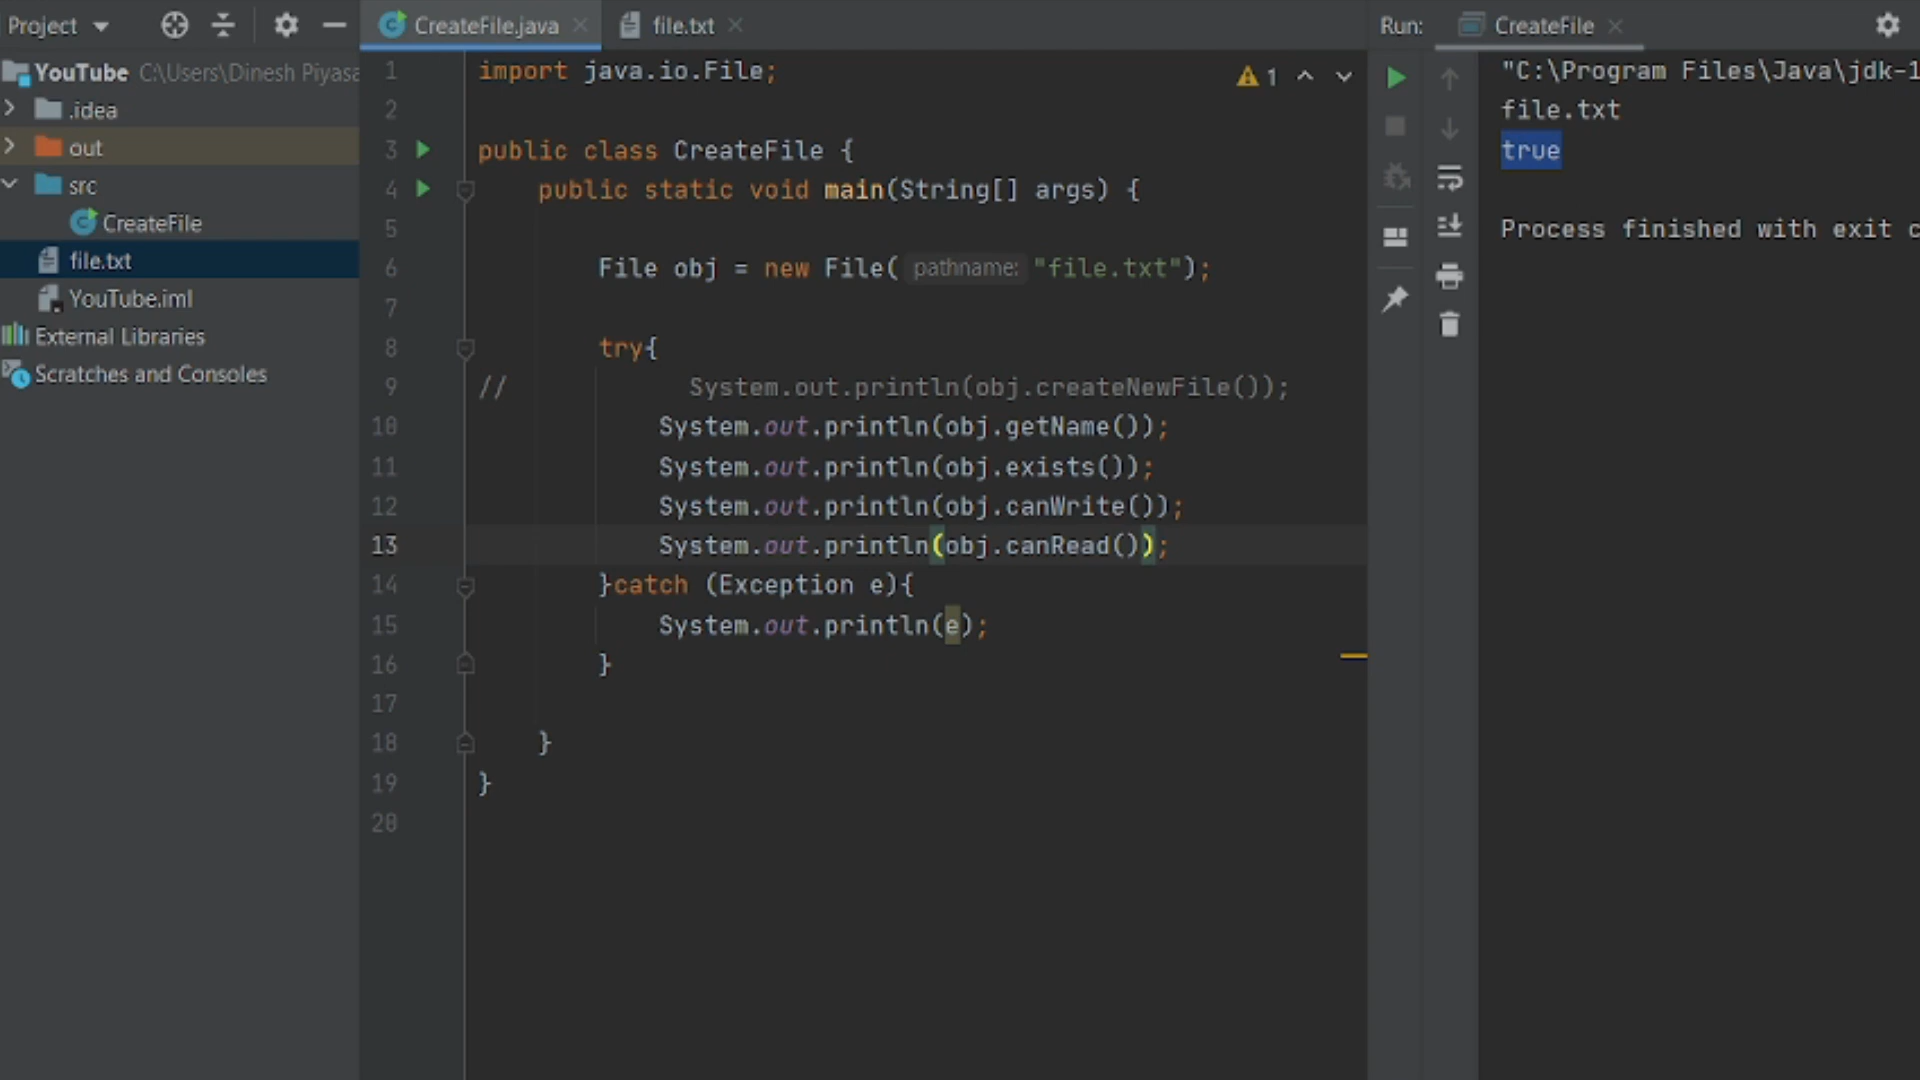 Project
YouTube C:\Users\Dinesh Piyasa
.idea
out
src
CreateFile
file.txt
YouTube.iml
External Libraries
Scratches and Consoles
CreateFile.java
file.txt
1 import java.io.File;
2
3 public class CreateFile {
4 public static void main(String[] args) {
5
6 File obj = new File( pathname: "file.txt");
7
8 try{
9 // System.out.println(obj.createNewFile());
10 System.out.println(obj.getName());
11 System.out.println(obj.exists());
12 System.out.println(obj.canWrite());
13 System.out.println(obj.canRead());
14 }catch (Exception e){
15 System.out.println(e);
16 }
17
18 }
19 }
20
1
Run: CreateFile
"C:\Program Files\Java\jdk-1
file.txt
true
Process finished with exit c